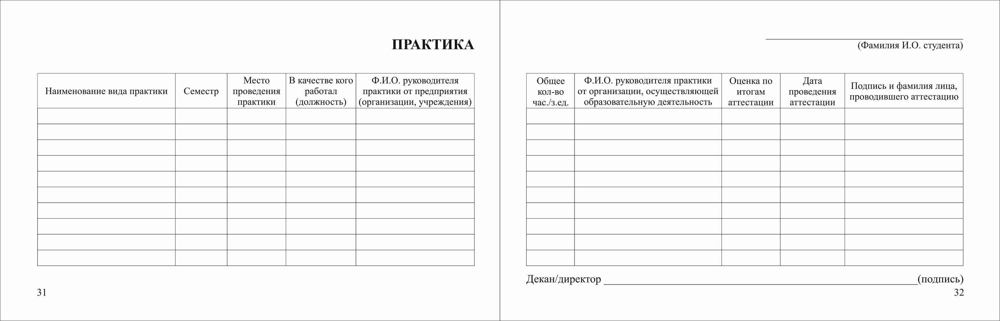 ПРАКТИКА
Наименование вида практики
Семестр
Место
проведения
практики
В качестве кого
работал
(должность)
Ф.И.О. руководителя
практики от предприятия
(организации, учреждения)
31
(Фамилия И.О. студента)
Общее
кол-во
час./з.ед.
Ф.И.О. руководителя практики
от организации, осуществляющей
образовательную деятельность
Оценка по
итогам
аттестации
Дата
проведения
аттестации
Подпись и фамилия лица,
проводившего аттестацию
Декан/директор (подпись)
32